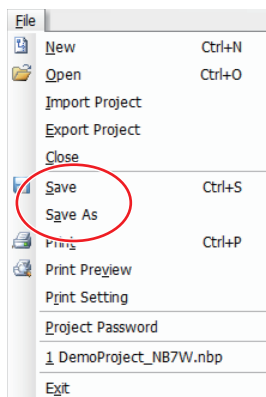 File
New Ctrl+N
Open Ctrl+O
Import Project
Export Project
Close
Save Ctrl+S
Save As
Print Ctrl+P
Print Preview
Print Setting
Project Password
1 DemoProject_NB7W.nbp
Exit